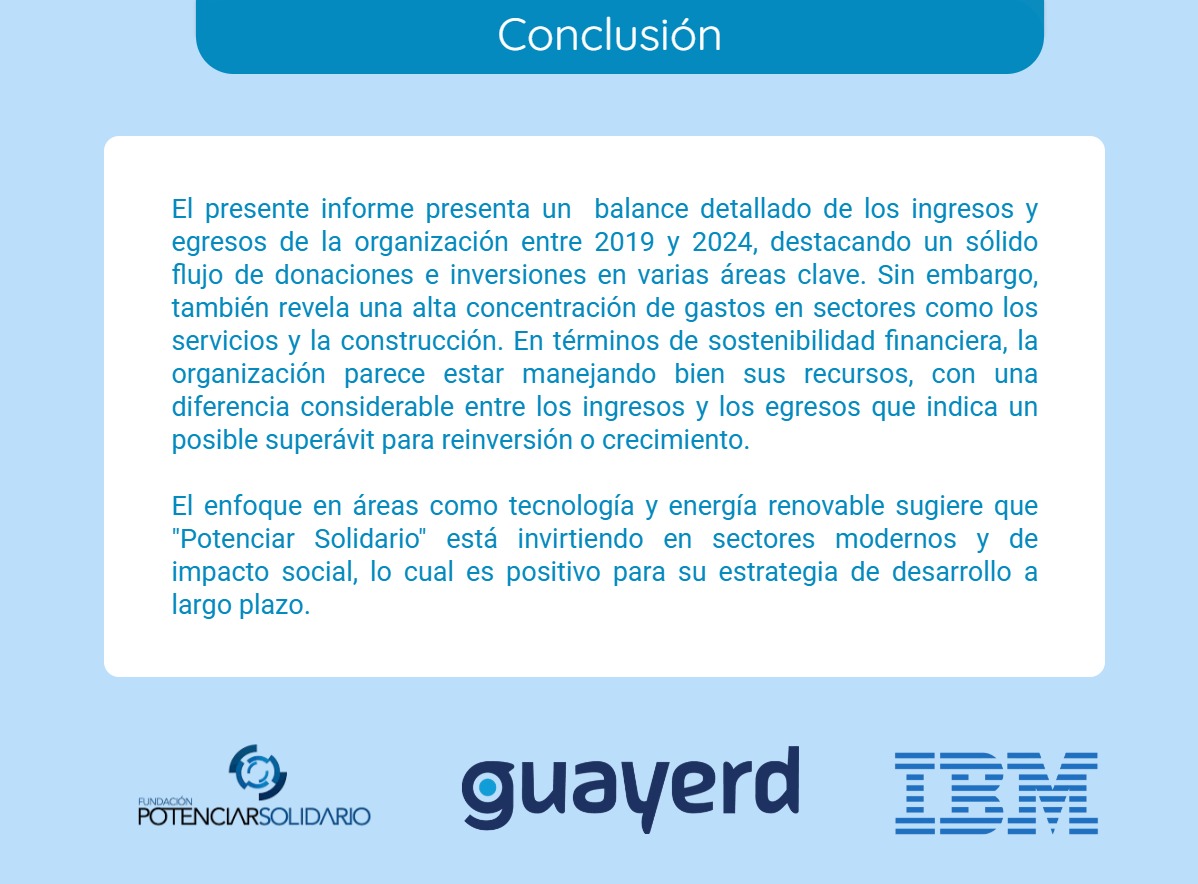 Conclusión
El presente informe presenta un  balance detallado de los ingresos y
egresos de la organización entre 2019 y 2024, destacando un sólido
flujo de donaciones e inversiones en varias áreas clave. Sin embargo,
también revela una alta concentración de gastos en sectores como los
servicios y la construcción. En términos de sostenibilidad financiera, la
organización parece estar manejando bien sus recursos, con una
diferencia considerable entre los ingresos y los egresos que indica un
posible superávit para reinversión o crecimiento.
El enfoque en áreas como tecnología y energía renovable sugiere que
"Potenciar Solidario" está invirtiendo en sectores modernos y de
impacto social, lo cual es positivo para su estrategia de desarrollo a
largo plazo.
FUNDACIÓN
POTENCIARSOLIDARIO
guayerd
IBM